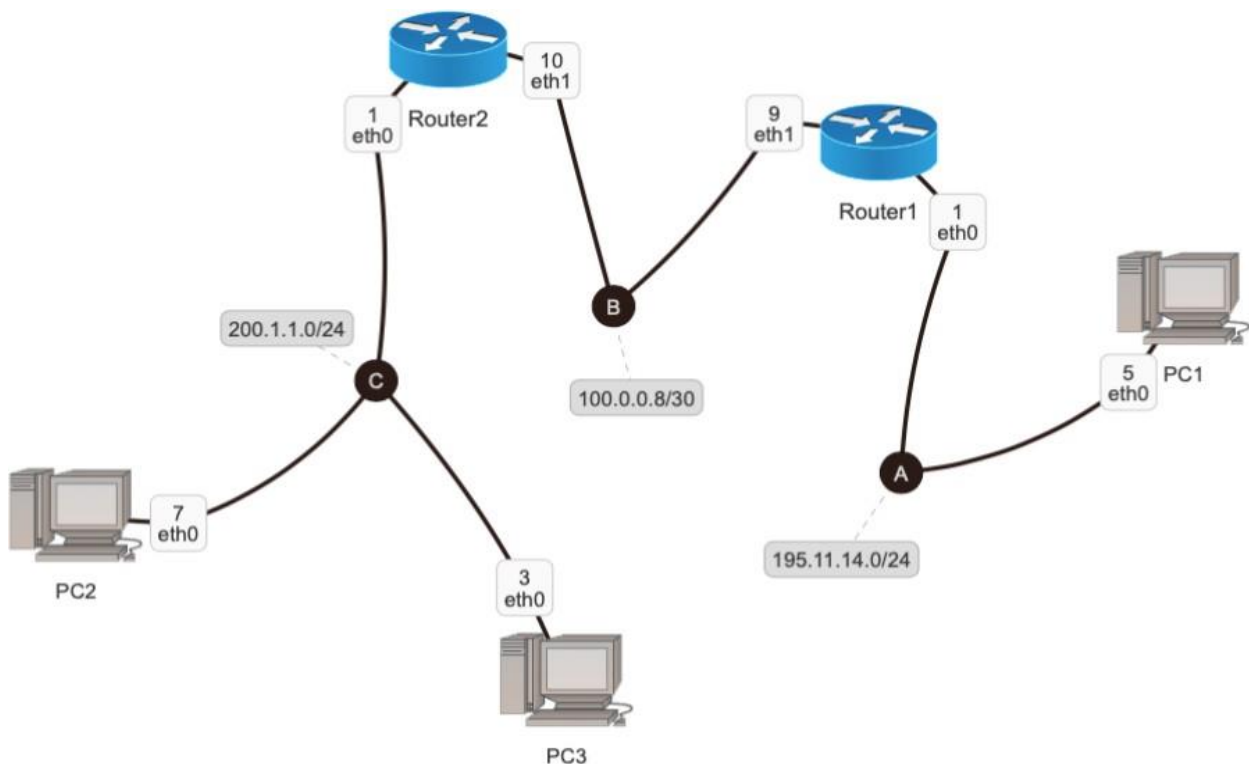 10
eth1
1
eth0
Router2
9
eth1
Router1
1
eth0
B
200.1.1.0/24
C
100.0.0.8/30
5
eth0
PC1
A
7
eth0
195.11.14.0/24
PC2
3
eth0
PC3